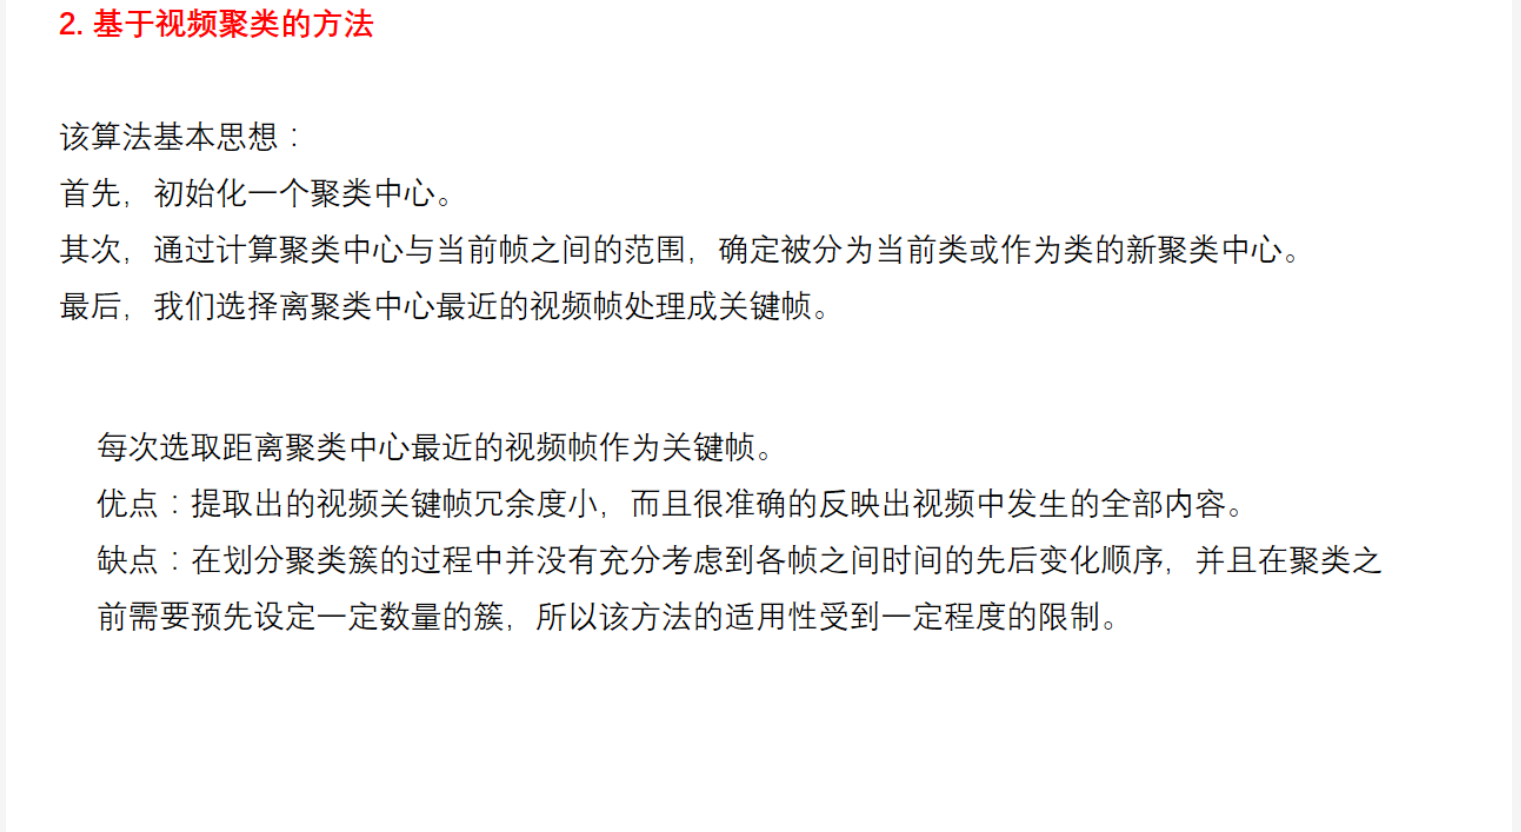 2. 基于视频聚类的方法
该算法基本思想：
首先，初始化一个聚类中心。
其次，通过计算聚类中心与当前帧之间的范围，确定被分为当前类或作为类的新聚类中心。
最后，我们选择离聚类中心最近的视频帧处理成关键帧。
每次选取距离聚类中心最近的视频帧作为关键帧。
优点：提取出的视频关键帧冗余度小，而且很准确的反映出视频中发生的全部内容。
缺点：在划分聚类簇的过程中并没有充分考虑到各帧之间时间的先后变化顺序，并且在聚类之
前需要预先设定一定数量的簇，所以该方法的适用性受到一定程度的限制。